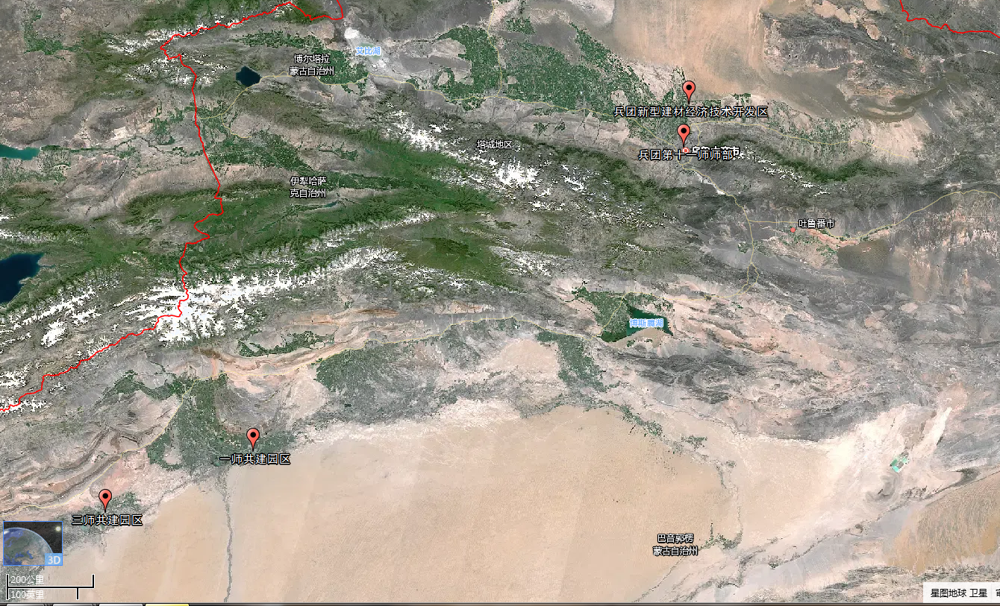 艾比湖
博尔塔拉
蒙古自治州
兵团新型建材经济技术开发区
塔城地区
兵团第十一师师部
伊犁哈萨
克自治州
吐鲁番市
博斯腾湖
一师共建园区
三师共建园区
巴音郭楞
蒙古自治州
3D
200公里
100英里
星图地球 卫星